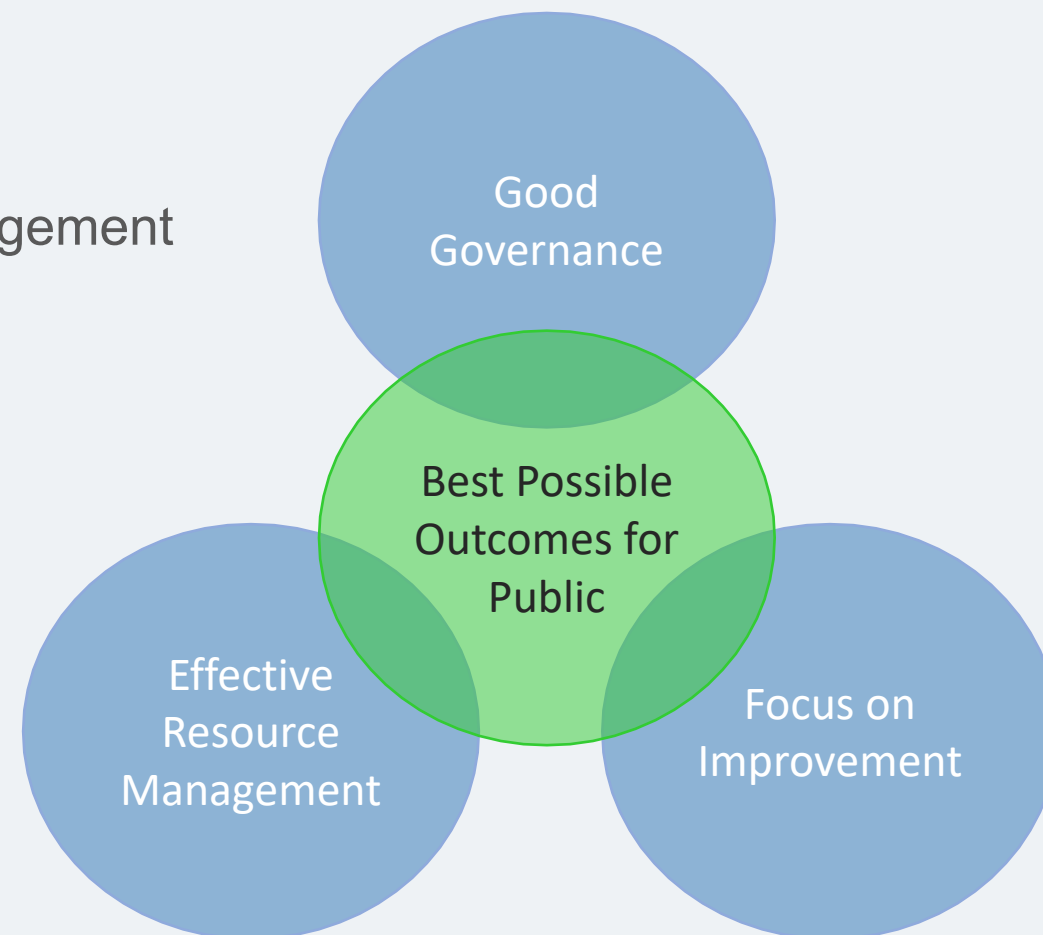 Good
Governance
gement
Best Possible
Outcomes for
Public
Effective
Resource
Management
Focus on
Improvement